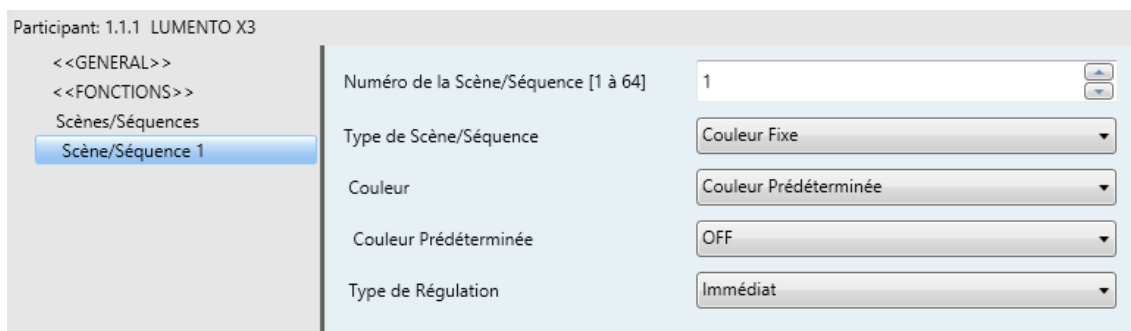 Participant: 1.1.1 LUMENTO X3
<<GENERAL>>
<<FONCTIONS>>
Scènes/Séquences
Scène/Séquence 1
Numéro de la Scène/Séquence [1 à 64] 1
Type de Scène/Séquence Couleur Fixe
Couleur Couleur Prédéterminée
Couleur Prédéterminée OFF
Type de Régulation Immédiat